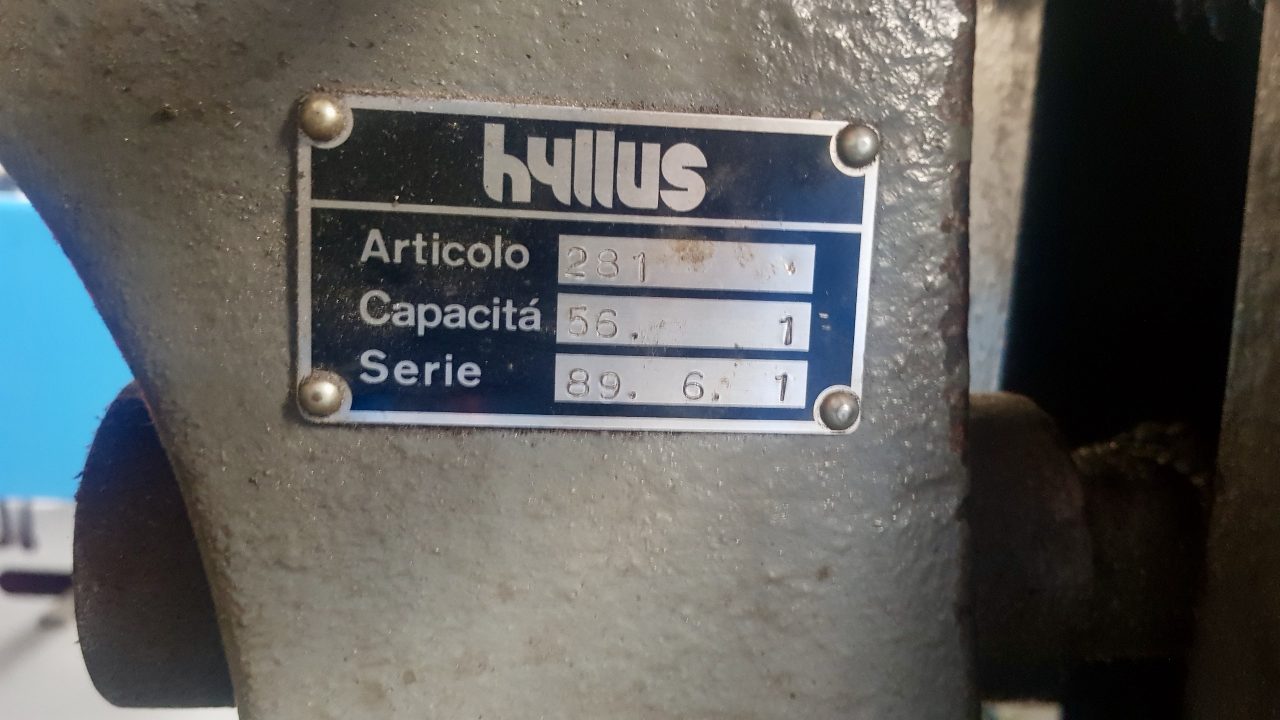 hyllus
Articolo 281
Capacitá 56. 1
Serie 89. 6. 1